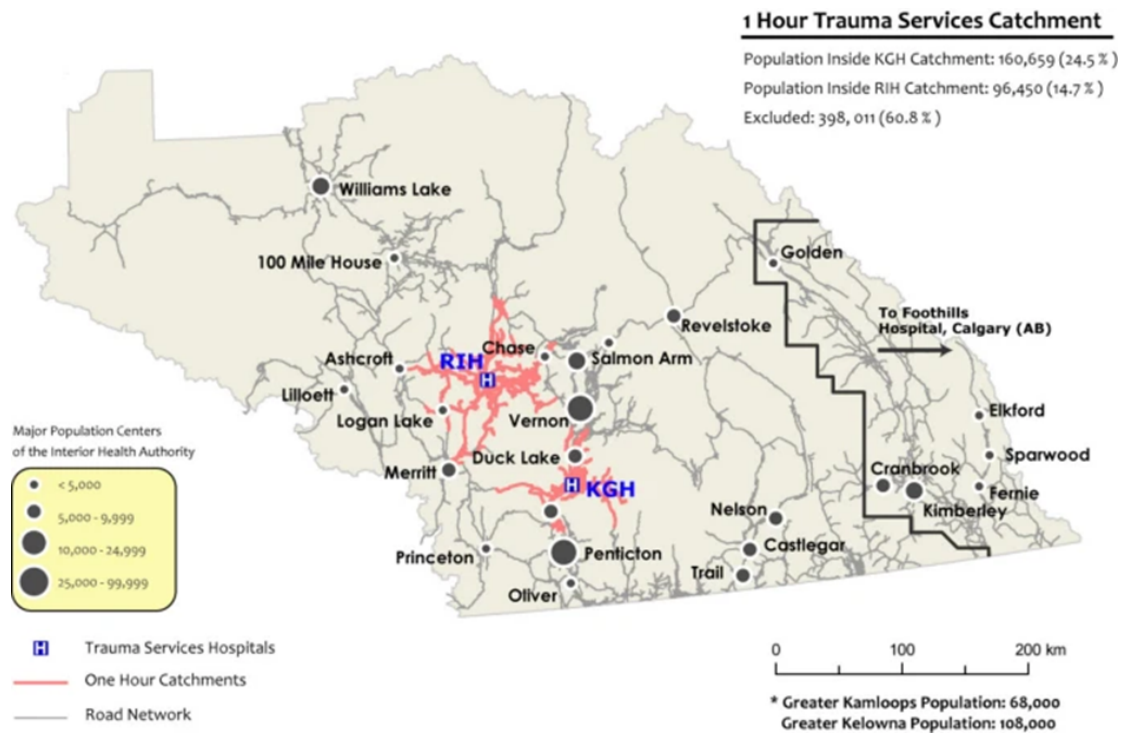 1 Hour Trauma Services Catchment
Population Inside KGH Catchment: 160,659 (24.5 % )
Population Inside RIH Catchment: 96,450 (14.7 % )
Excluded: 398, 011 (60.8 % )
Williams Lake
100 Mile House
Golden
To Foothills
Hospital, Calgary (AB)
Revelstoke
Chase
Salmon Arm
Ashcroft
RIH
H
Lilloett
Logan Lake
Vernon
Elkford
Major Population Centers
of the Interior Health Authority
Duck Lake
Sparwood
Merritt
Cranbrook
H
KGH
Fernie
< 5,000
5,000 - 9,999
10,000 - 24,999
25,000 - 99,999
Nelson
Kimberley
Princeton
Penticton
Castlegar
Trail
Oliver
H
Trauma Services Hospitals
One Hour Catchments
Road Network
0 100 200 km
* Greater Kamloops Population: 68,000
Greater Kelowna Population: 108,000